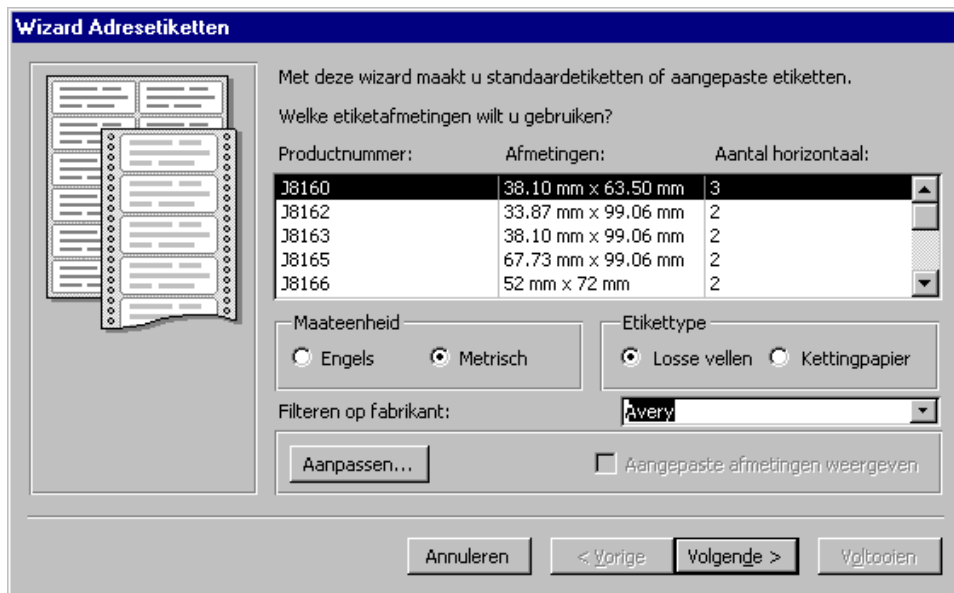 Wizard Adresetiketten
Met deze wizard maakt u standaardetiketten of aangepaste etiketten.
Welke etiketafmetingen wilt u gebruiken?
Productnummer: Afmetingen: Aantal horizontaal:
J8160 38.10 mm x 63.50 mm 3
J8162 33.87 mm x 99.06 mm 2
J8163 38.10 mm x 99.06 mm 2
J8165 67.73 mm x 99.06 mm 2
J8166 52 mm x 72 mm 2
Maateenheid Etikettype
Engels Metrisch Losse vellen Kettingpapier
Filteren op fabrikant: Avery
Aanpassen... Aangepaste afmetingen weergeven
Annuleren < Vorige Volgende > Voltooien